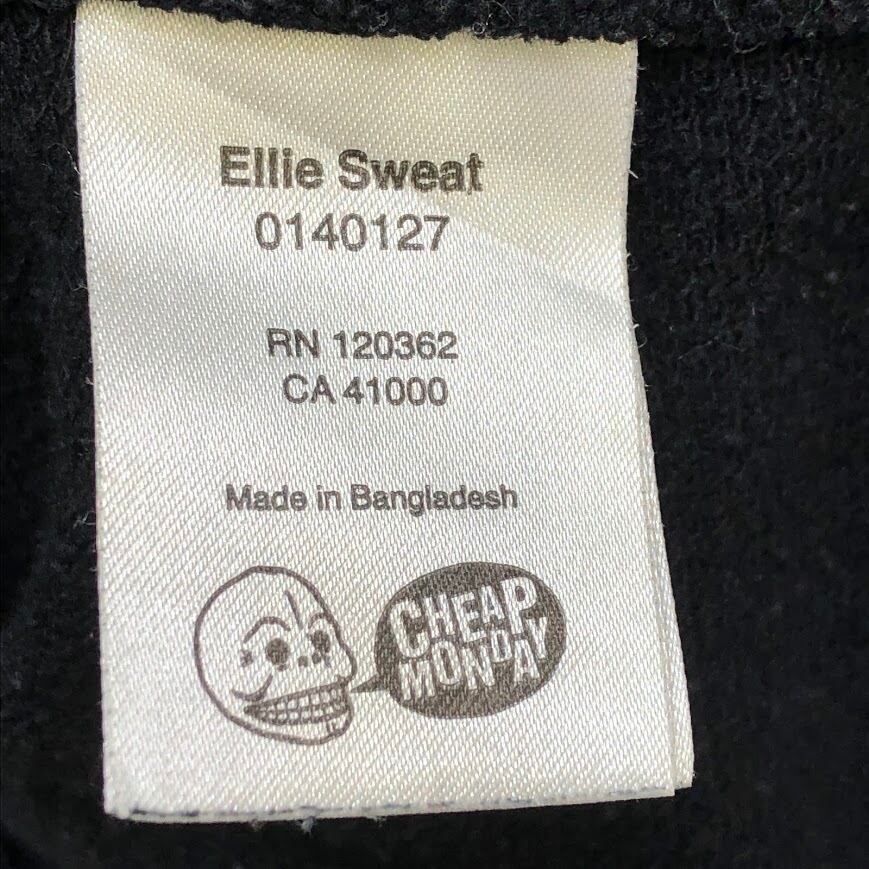 Ellie Sweat
0140127
RN 120362
CA 41000
Made in Bangladesh
CHEAP
MONDAY